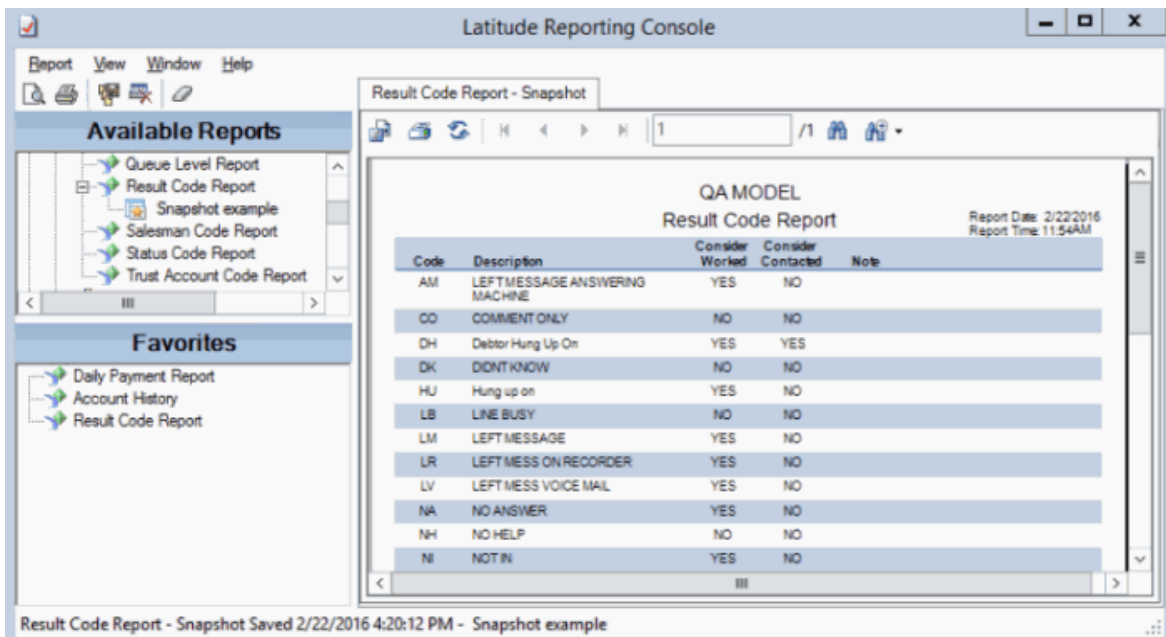 Latitude Reporting Console
Report View Window Help
Available Reports
Queue Level Report
Result Code Report
Snapshot example
Salesman Code Report
Status Code Report
Trust Account Code Report
Favorites
Daily Payment Report
Account History
Result Code Report
Result Code Report - Snapshot
1 /1
QA MODEL
Result Code Report
Report Date: 2/22/2016
Report Time: 11:54AM
Consider Consider
Code Description Worked Contacted Note
AM LEFT MESSAGE ANSWERING YES NO
MACHINE
CO COMMENT ONLY NO NO
DH Debtor Hung Up On YES YES
DK DIDNT KNOW NO NO
HU Hung up on YES NO
LB LINE BUSY NO NO
LM LEFT MESSAGE YES NO
LR LEFT MESS ON RECORDER YES NO
LV LEFT MESS VOICE MAIL YES NO
NA NO ANSWER YES NO
NH NO HELP NO NO
NI NOT IN YES NO
Result Code Report - Snapshot Saved 2/22/2016 4:20:12 PM - Snapshot example